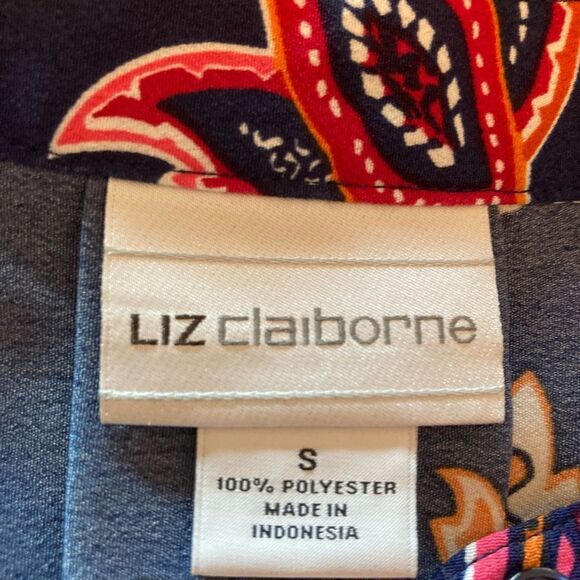 LIZ claiborne
S
100% POLYESTER
MADE IN
INDONESIA